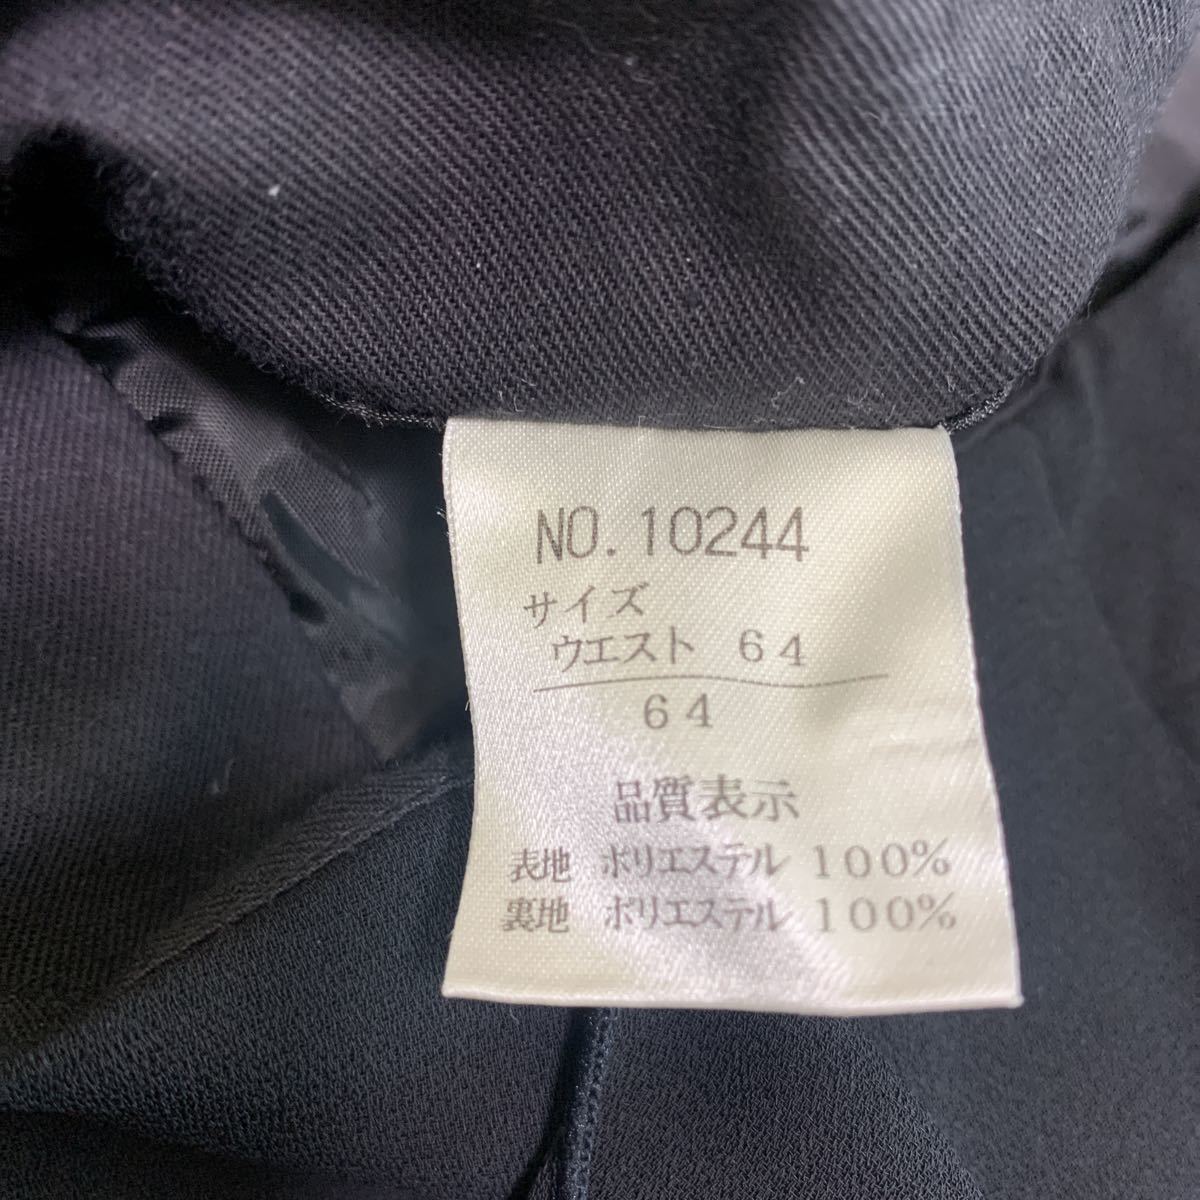 NO.10244
サイズ
ウエスト 64
64
品質表示
表地 ポリエステル 100%
裏地 ポリエステル 100%